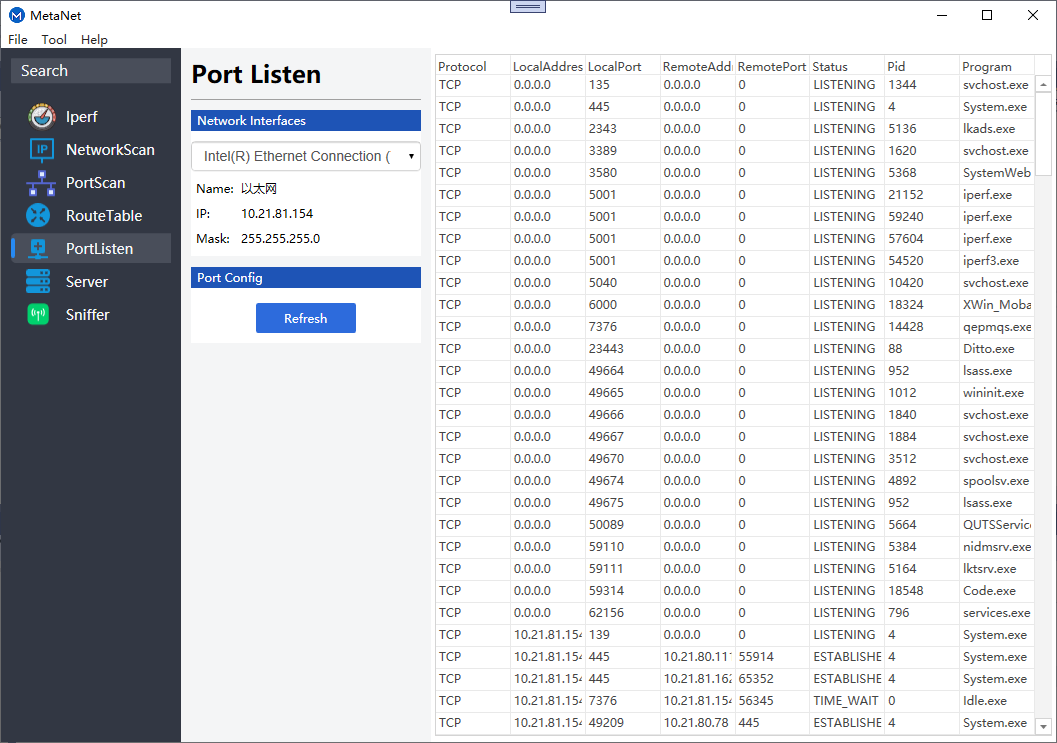 MetaNet
File Tool Help
Search
Iperf
NetworkScan
PortScan
RouteTable
PortListen
Server
Sniffer
Port Listen
Network Interfaces
Intel(R) Ethernet Connection (
Name: 以太网
IP: 10.21.81.154
Mask: 255.255.255.0
Port Config
Refresh
Protocol LocalAddres LocalPort RemoteAdd RemotePort Status Pid Program
TCP 0.0.0.0 135 0.0.0.0 0 LISTENING 1344 svchost.exe
TCP 0.0.0.0 445 0.0.0.0 0 LISTENING 4 System.exe
TCP 0.0.0.0 2343 0.0.0.0 0 LISTENING 5136 lkads.exe
TCP 0.0.0.0 3389 0.0.0.0 0 LISTENING 1620 svchost.exe
TCP 0.0.0.0 3580 0.0.0.0 0 LISTENING 5368 SystemWeb
TCP 0.0.0.0 5001 0.0.0.0 0 LISTENING 21152 iperf.exe
TCP 0.0.0.0 5001 0.0.0.0 0 LISTENING 59240 iperf.exe
TCP 0.0.0.0 5001 0.0.0.0 0 LISTENING 57604 iperf.exe
TCP 0.0.0.0 5001 0.0.0.0 0 LISTENING 54520 iperf3.exe
TCP 0.0.0.0 5040 0.0.0.0 0 LISTENING 10420 svchost.exe
TCP 0.0.0.0 6000 0.0.0.0 0 LISTENING 18324 XWin_Moba
TCP 0.0.0.0 7376 0.0.0.0 0 LISTENING 14428 qepmqs.exe
TCP 0.0.0.0 23443 0.0.0.0 0 LISTENING 88 Ditto.exe
TCP 0.0.0.0 49664 0.0.0.0 0 LISTENING 952 lsass.exe
TCP 0.0.0.0 49665 0.0.0.0 0 LISTENING 1012 wininit.exe
TCP 0.0.0.0 49666 0.0.0.0 0 LISTENING 1840 svchost.exe
TCP 0.0.0.0 49667 0.0.0.0 0 LISTENING 1884 svchost.exe
TCP 0.0.0.0 49670 0.0.0.0 0 LISTENING 3512 svchost.exe
TCP 0.0.0.0 49674 0.0.0.0 0 LISTENING 4892 spoolsv.exe
TCP 0.0.0.0 49675 0.0.0.0 0 LISTENING 952 lsass.exe
TCP 0.0.0.0 50089 0.0.0.0 0 LISTENING 5664 QUTSServic
TCP 0.0.0.0 59110 0.0.0.0 0 LISTENING 5384 nidmsrv.exe
TCP 0.0.0.0 59111 0.0.0.0 0 LISTENING 5164 lktsrv.exe
TCP 0.0.0.0 59314 0.0.0.0 0 LISTENING 18548 Code.exe
TCP 0.0.0.0 62156 0.0.0.0 0 LISTENING 796 services.exe
TCP 10.21.81.154 139 0.0.0.0 0 LISTENING 4 System.exe
TCP 10.21.81.154 445 10.21.80.11 55914 ESTABLISHE 4 System.exe
TCP 10.21.81.154 445 10.21.81.162 65352 ESTABLISHE 4 System.exe
TCP 10.21.81.154 7376 10.21.81.154 56345 TIME_WAIT 0 Idle.exe
TCP 10.21.81.154 49209 10.21.80.78 445 ESTABLISHE 4 System.exe